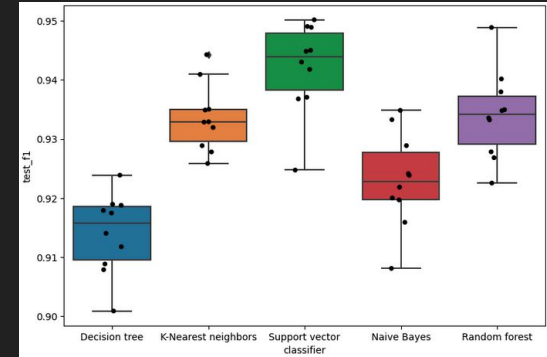 0.95
0.94
0.93
0.92
0.91
0.90
test_f1
Decision tree
K-Nearest neighbors
Support vector
Naive Bayes
Random forest
classifier